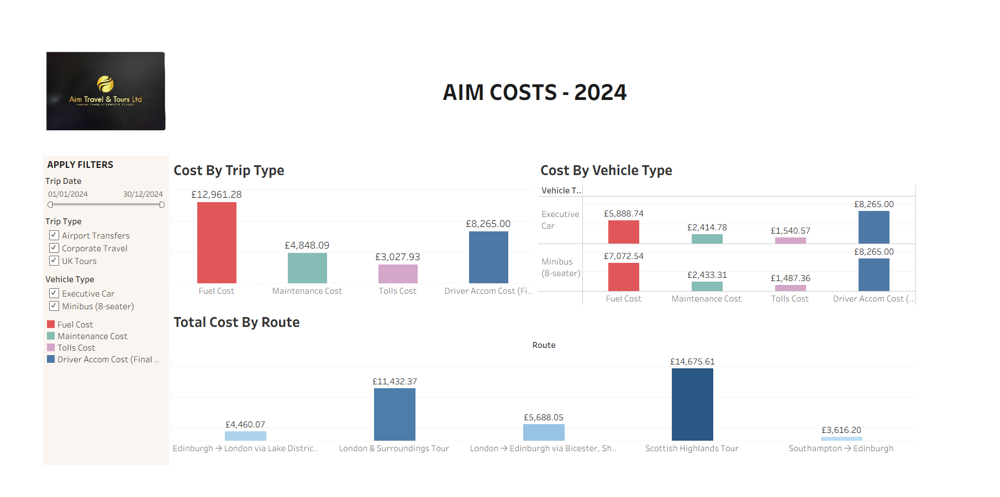 Aim Travel & Tours Ltd
AIM COSTS - 2024
APPLY FILTERS
Trip Date
01/01/2024 30/12/2024
Trip Type
Airport Transfers
Corporate Travel
UK Tours
Vehicle Type
Executive Car
Minibus (8-seater)
Fuel Cost
Maintenance Cost
Tolls Cost
Driver Accom Cost (Final ..
Cost By Trip Type
£12,961.28
£4,848.09
£3,027.93
£8,265.00
Fuel Cost Maintenance Cost Tolls Cost Driver Accom Cost (Fi..
Cost By Vehicle Type
Vehicle T..
Executive
Car
£5,888.74
£2,414.78
£1,540.57
£8,265.00
Minibus
(8-seater)
£7,072.54
£2,433.31
£1,487.36
£8,265.00
Fuel Cost Maintenance Cost Tolls Cost Driver Accom Cost (..
Total Cost By Route
Route
£4,460.07
£11,432.37
£5,688.05
£14,675.61
£3,616.20
Edinburgh → London via Lake Distric.. London & Surroundings Tour London → Edinburgh via Bicester, Sh.. Scottish Highlands Tour Southampton → Edinburgh